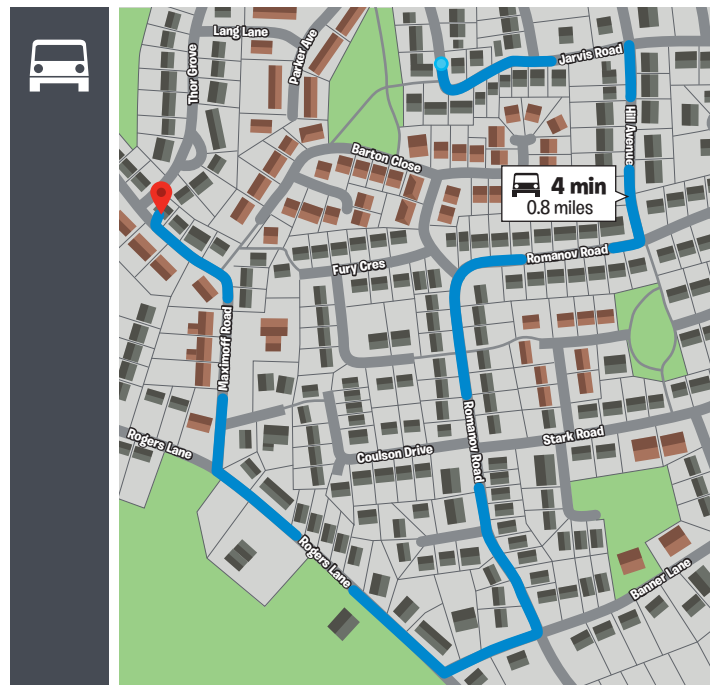 Lang Lane
Thor Grove
Parker Ave
Jarvis Road
Hill Avenue
Barton Close
4 min
0.8 miles
Romanov Road
Fury Cres
Maximoff Road
Romanov Road
Rogers Lane
Coulson Drive
Stark Road
Rogers Lane
Banner Lane